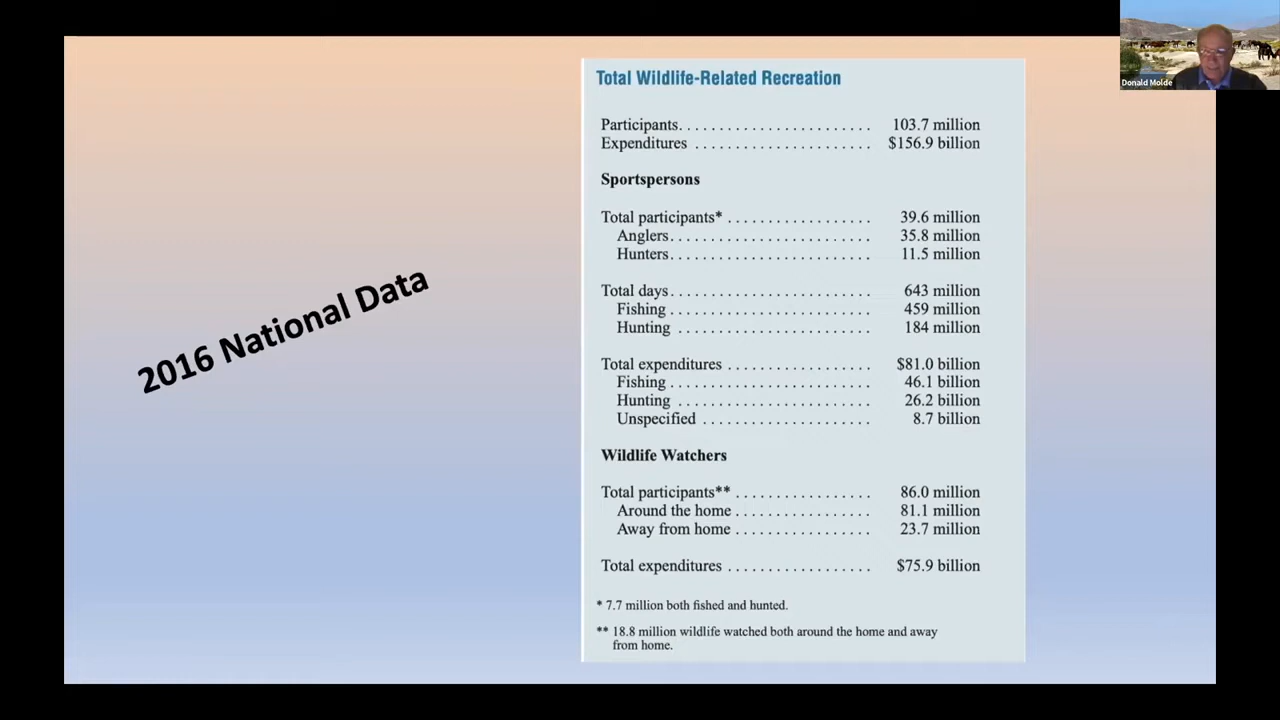 Donald Molde
2016 National Data
Total Wildlife-Related Recreation
Participants. . . . . . . . . . . . . . . . . . . . . . . . 103.7 million
Expenditures . . . . . . . . . . . . . . . . . . . . . . $156.9 billion
Sportspersons
Total participants* . . . . . . . . . . . . . . . . . . 39.6 million
Anglers. . . . . . . . . . . . . . . . . . . . . . . . . 35.8 million
Hunters. . . . . . . . . . . . . . . . . . . . . . . . . 11.5 million
Total days. . . . . . . . . . . . . . . . . . . . . . . . . 643 million
Fishing . . . . . . . . . . . . . . . . . . . . . . . . . 459 million
Hunting . . . . . . . . . . . . . . . . . . . . . . . . 184 million
Total expenditures . . . . . . . . . . . . . . . . . . $81.0 billion
Fishing . . . . . . . . . . . . . . . . . . . . . . . . . 46.1 billion
Hunting . . . . . . . . . . . . . . . . . . . . . . . . 26.2 billion
Unspecified . . . . . . . . . . . . . . . . . . . . . 8.7 billion
Wildlife Watchers
Total participants** . . . . . . . . . . . . . . . . . 86.0 million
Around the home . . . . . . . . . . . . . . . . . 81.1 million
Away from home . . . . . . . . . . . . . . . . . 23.7 million
Total expenditures . . . . . . . . . . . . . . . . . . $75.9 billion
* 7.7 million both fished and hunted.
** 18.8 million wildlife watched both around the home and away
from home.